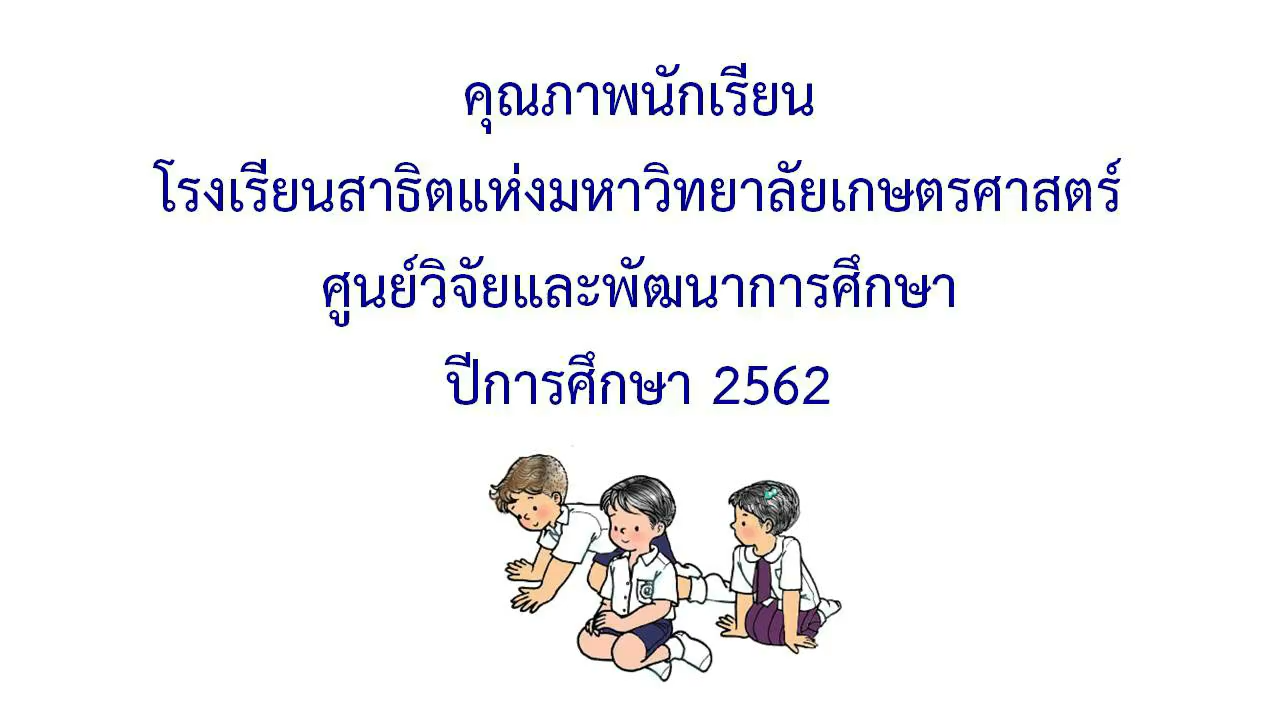 คุณภาพนักเรียน
โรงเรียนสาธิตแห่งมหาวิทยาลัยเกษตรศาสตร์
ศูนย์วิจัยและพัฒนาการศึกษา
ปีการศึกษา 2562